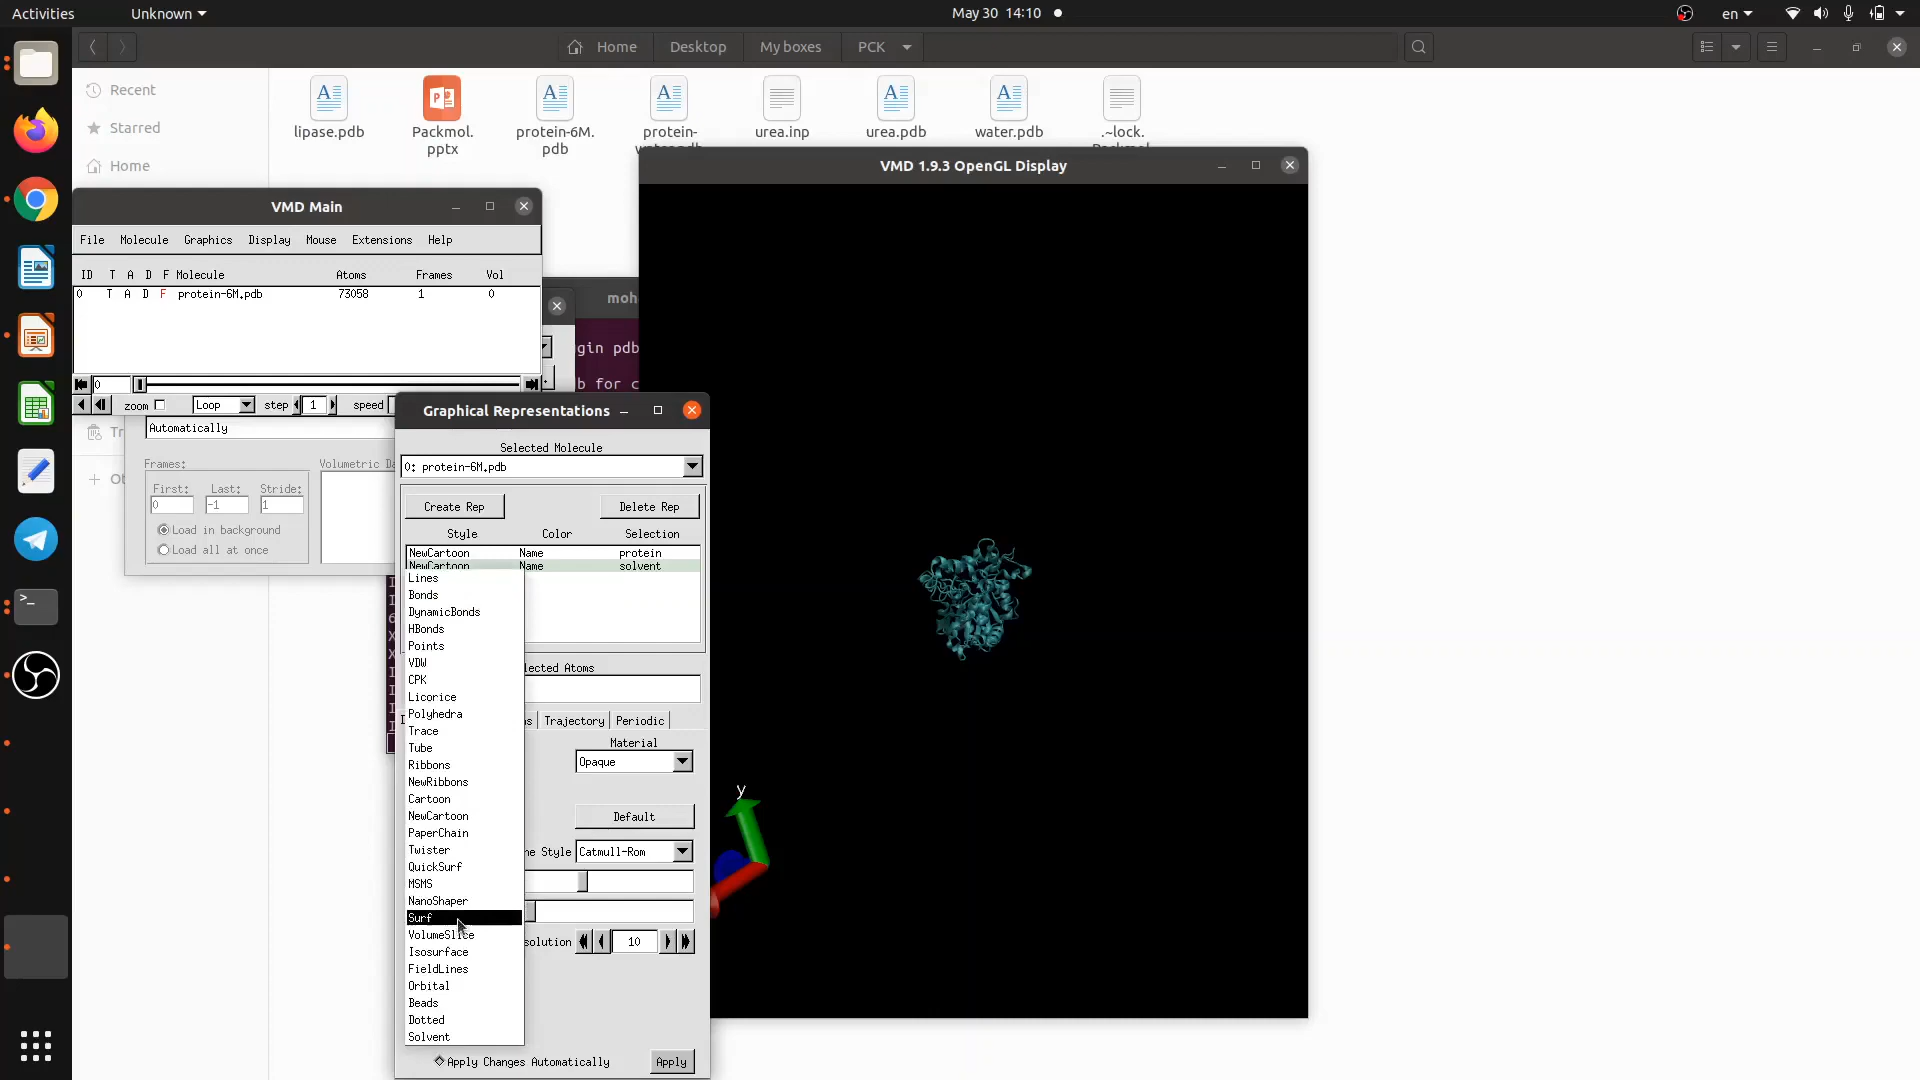 Activities
Unknown
May 30 14:10
en
Home
Desktop
My boxes
PCK
Recent
Starred
Home
lipase.pdb
Packmol.
pptx
protein-6M.
pdb
protein-
urea.inp
urea.pdb
water.pdb
.~lock.
VMD 1.9.3 OpenGL Display
VMD Main
File Molecule Graphics Display Mouse Extensions Help
ID T A D F Molecule Atoms Frames Vol
0 T A D F protein-6M.pdb 73058 1 0
0
zoom Loop step 1 speed
moh
gin pdb
b for c
Automatically
Tr
Ot
Frames:
Volumetric Da
First: Last: Stride:
0 -1 1
Load in background
Load all at once
Graphical Representations
Selected Molecule
0: protein-6M.pdb
Create Rep
Delete Rep
Style Color Selection
NewCartoon Name protein
NewCartoon Name solvent
Lines
Bonds
DynamicBonds
HBonds
Points
VDW
CPK
Licorice
Polyhedra
Trace
Tube
Ribbons
NewRibbons
Cartoon
NewCartoon
PaperChain
Twister
QuickSurf
MSMS
NanoShaper
Surf
VolumeSlice
Isosurface
FieldLines
Orbital
Beads
Dotted
Solvent
lected Atoms
ns Trajectory Periodic
Material
Opaque
Default
ne Style Catmull-Rom
solution 10
Apply Changes Automatically
Apply
y